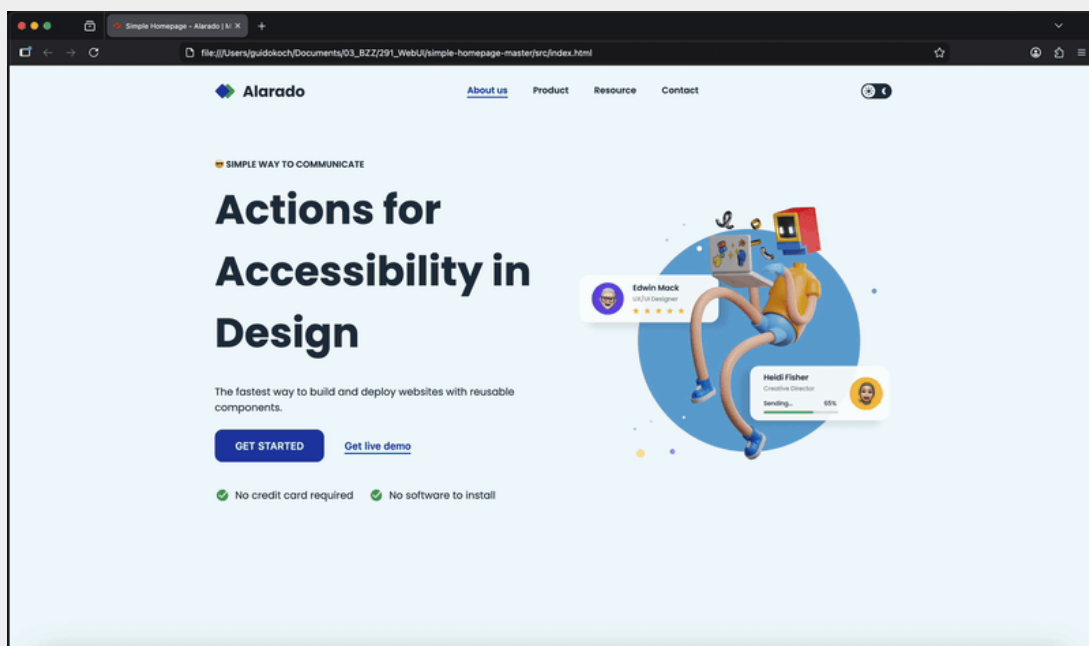 Simple Homepage - Alarado | M
file:///Users/guidokoch/Documents/03_BZZ/291_WebUI/simple-homepage-master/src/index.html
Alarado
About us
Product
Resource
Contact
😎 SIMPLE WAY TO COMMUNICATE
Actions for
Accessibility in
Design
Edwin Mack
UX/UI Designer
Heidi Fisher
Creative Director
Sending... 65%
The fastest way to build and deploy websites with reusable
components.
GET STARTED
Get live demo
No credit card required
No software to install